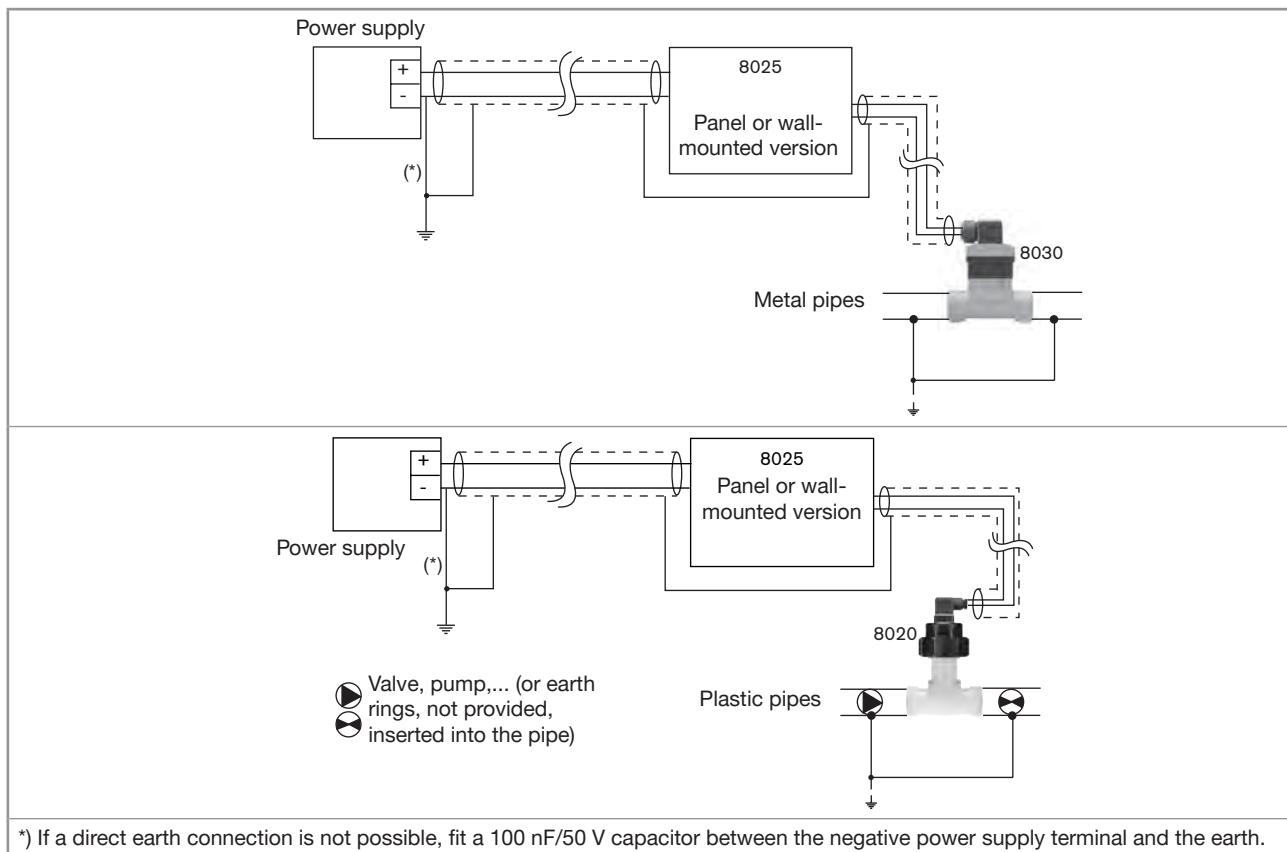 Power supply
+
-
(*)
8025
Panel or wall-
mounted version
8030
Metal pipes
+
-
Power supply
(*)
8025
Panel or wall-
mounted version
8020
Valve, pump,... (or earth
rings, not provided,
inserted into the pipe)
Plastic pipes
*) If a direct earth connection is not possible, fit a 100 nF/50 V capacitor between the negative power supply terminal and the earth.